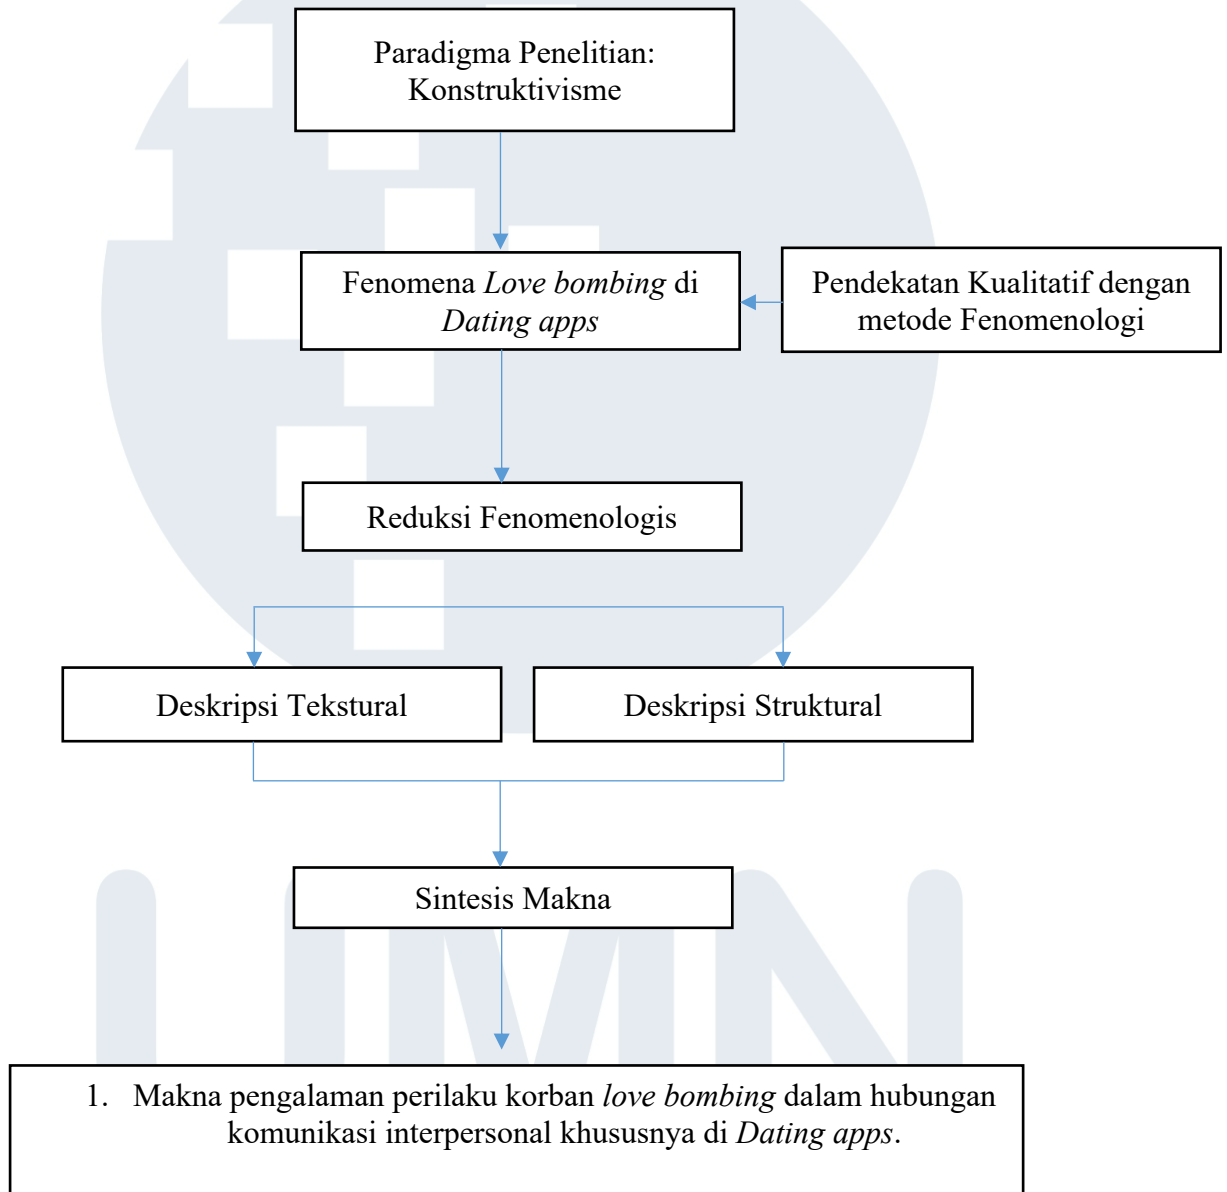 Paradigma Penelitian:
Konstruktivisme
Fenomena Love bombing di
Dating apps
Pendekatan Kualitatif dengan
metode Fenomenologi
Reduksi Fenomenologis
Deskripsi Tekstural
Deskripsi Struktural
Sintesis Makna
1. Makna pengalaman perilaku korban love bombing dalam hubungan
komunikasi interpersonal khususnya di Dating apps.
UMN